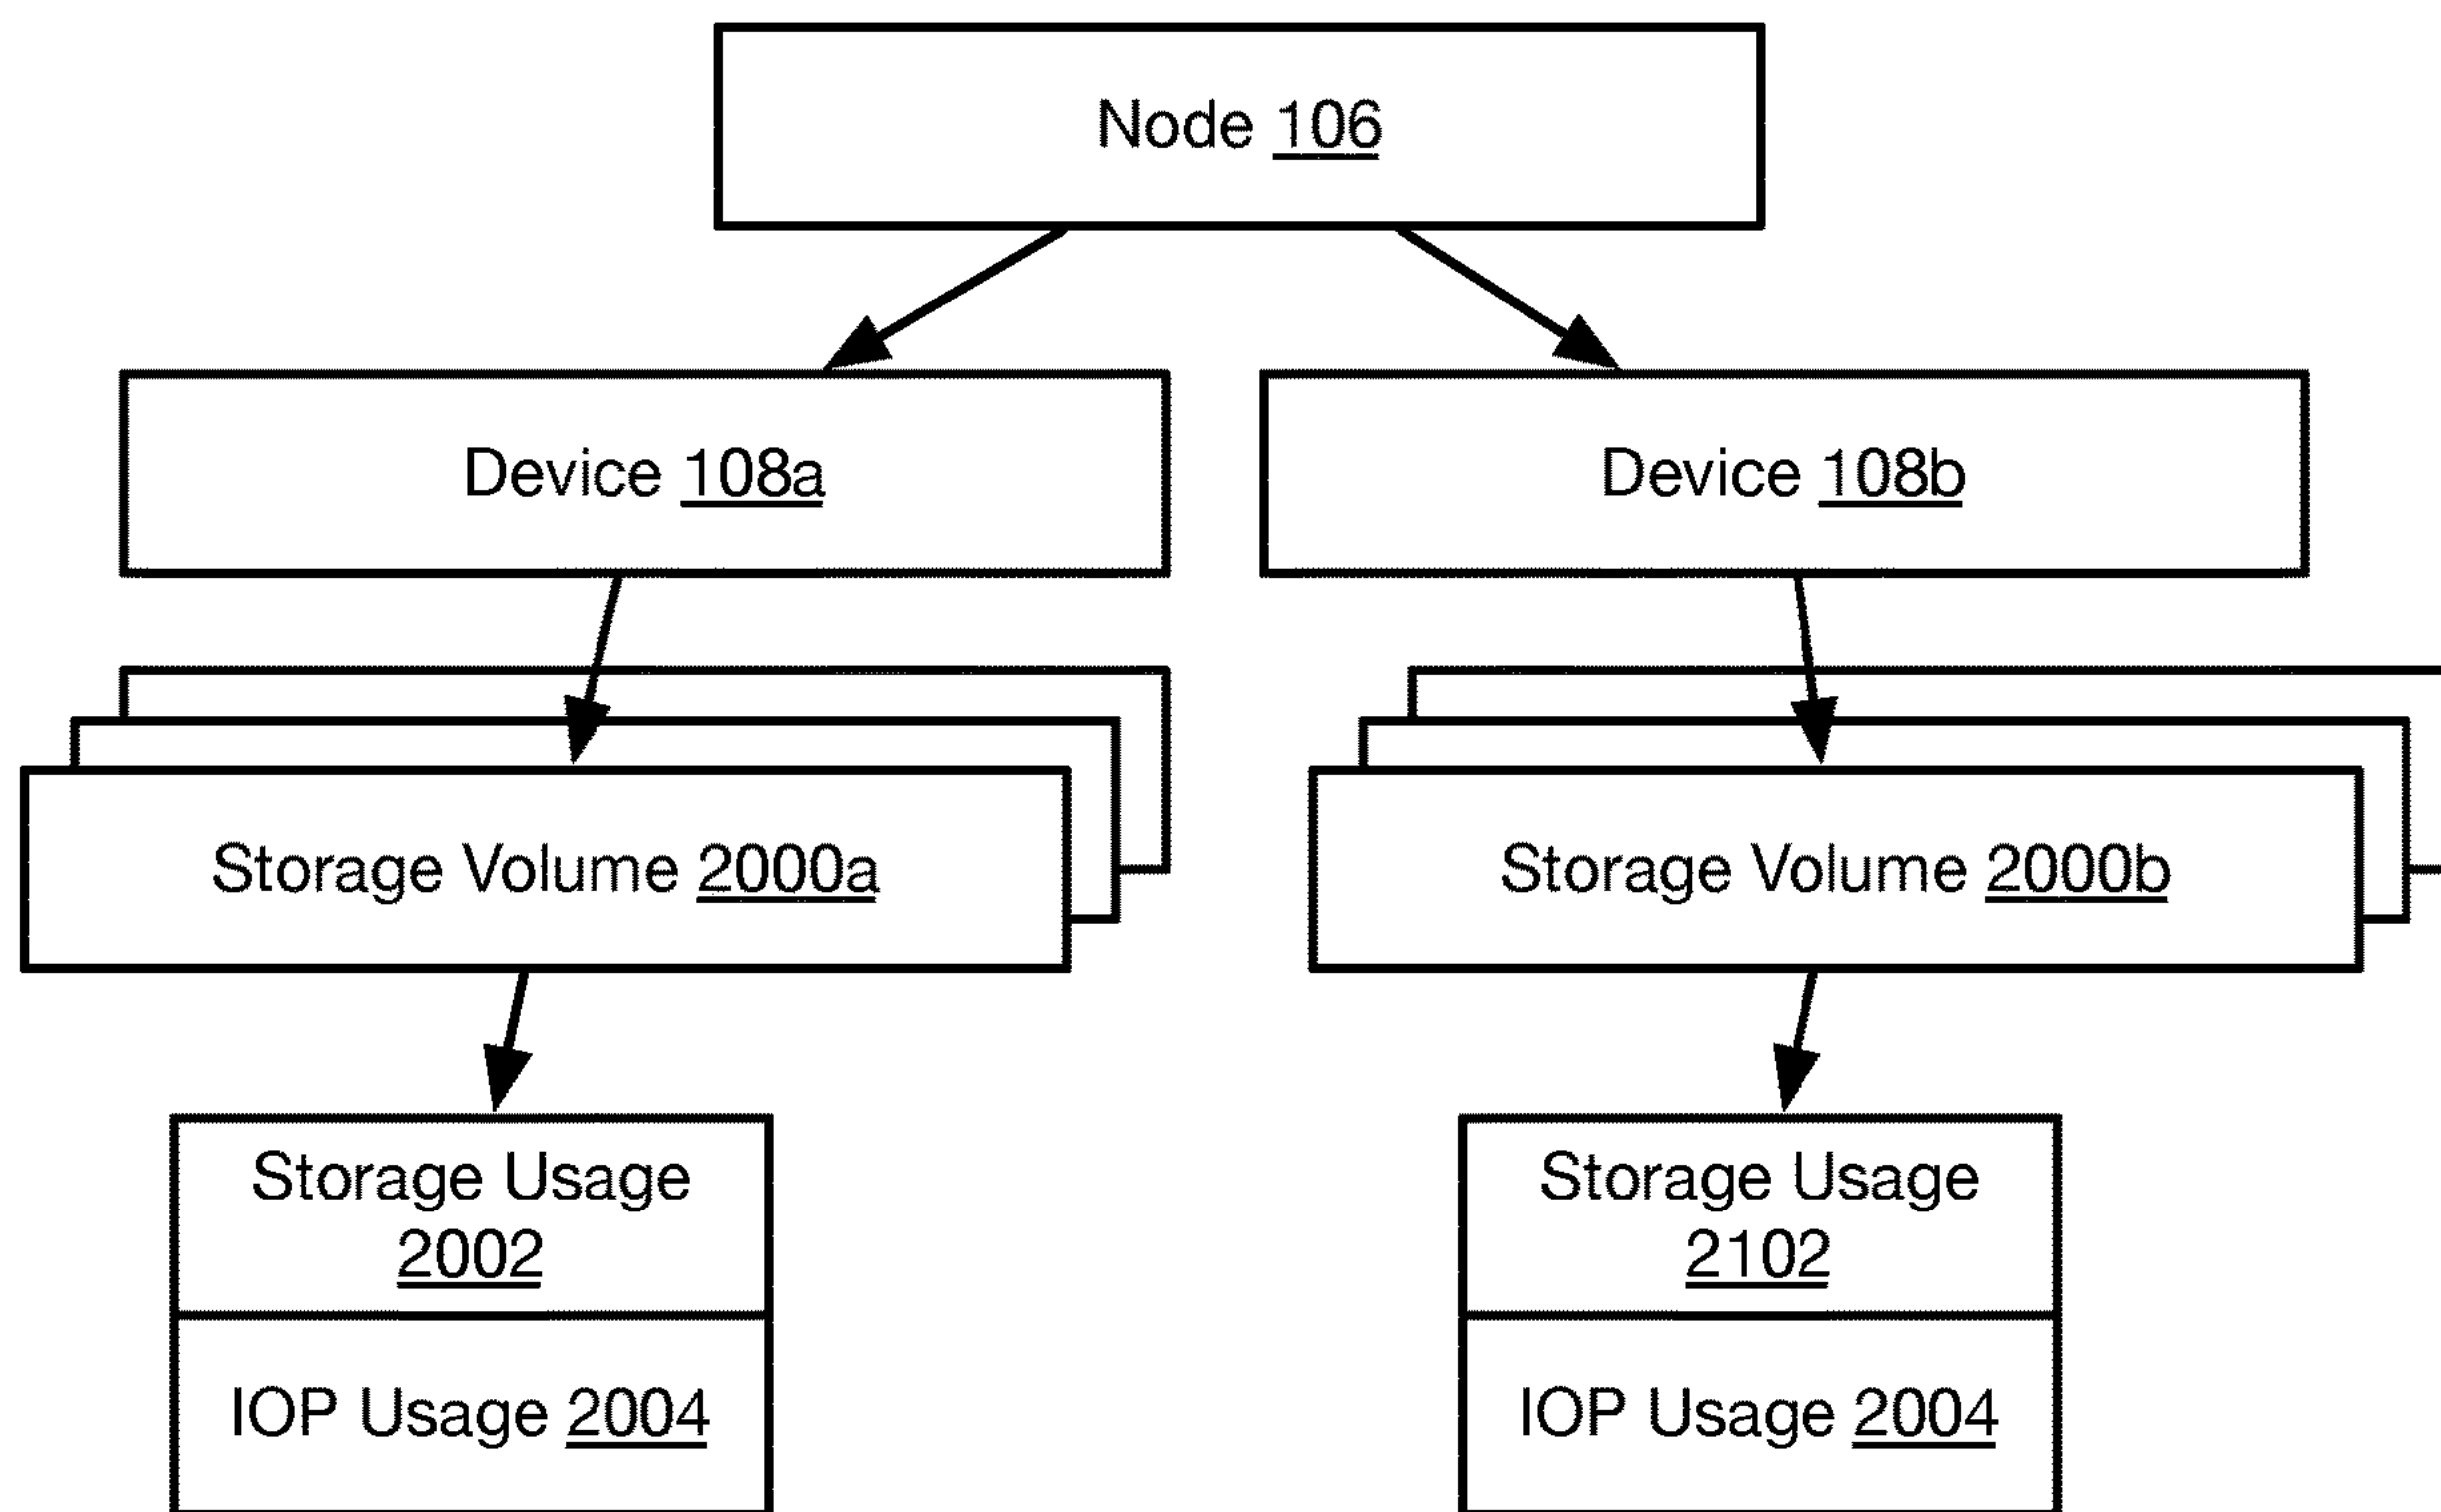 Node 106
Device 108a
Device 108b
Storage Volume 2000a
Storage Volume 2000b
Storage Usage
2002
IOP Usage 2004
Storage Usage
2102
IOP Usage 2004